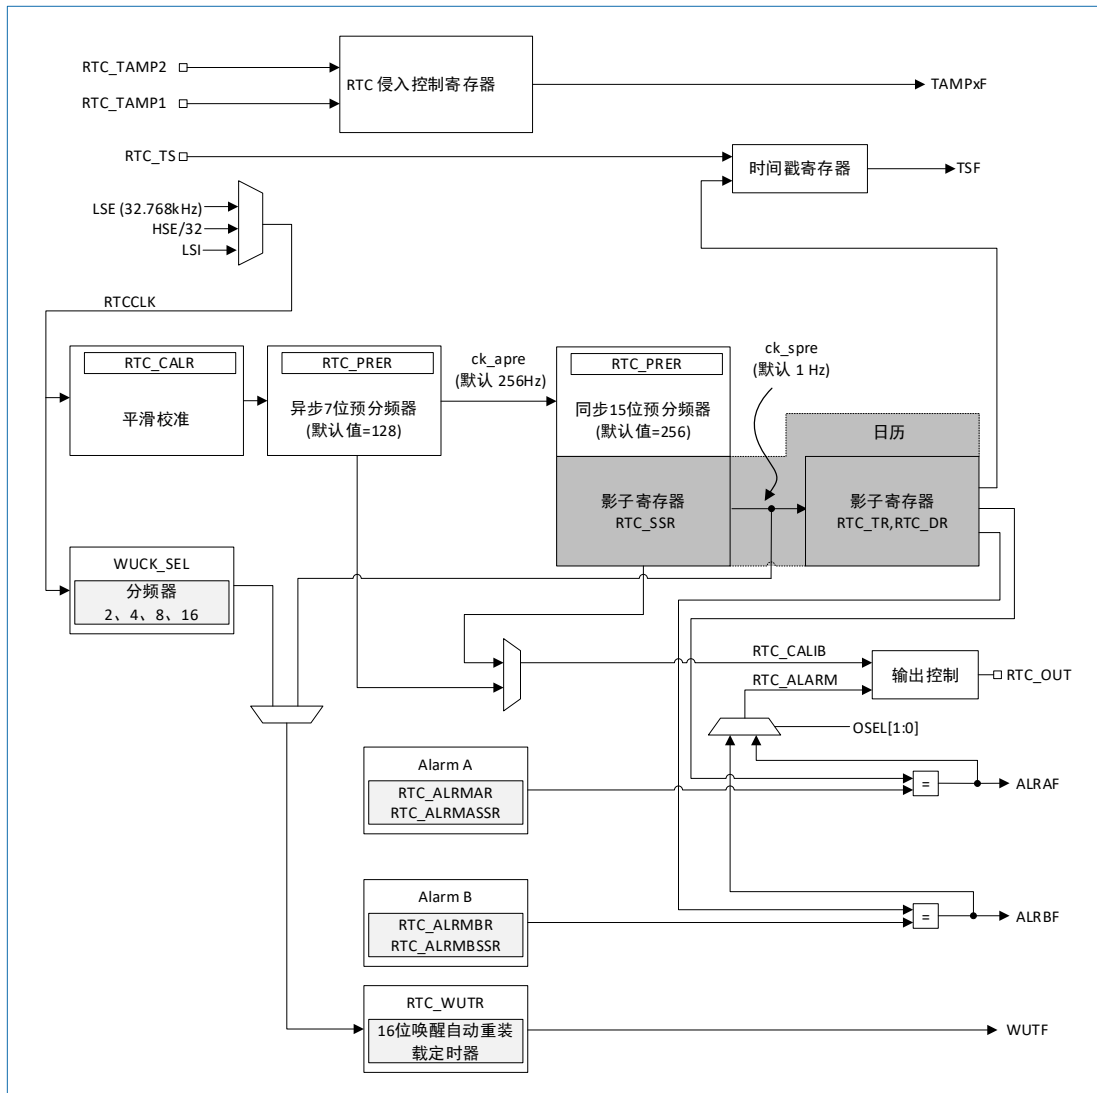 RTC_TAMP2
RTC_TAMP1
RTC 侵入控制寄存器
TAMPxF
RTC_TS
时间戳寄存器
TSF
LSE (32.768kHz)
HSE/32
LSI
RTCCLK
RTC_CALR
平滑校准
RTC_PRER
异步7位预分频器
(默认值=128)
ck_apre
(默认 256Hz)
RTC_PRER
同步15位预分频器
(默认值=256)
ck_spre
(默认 1 Hz)
日历
影子寄存器
RTC_SSR
影子寄存器
RTC_TR,RTC_DR
WUCK_SEL
分频器
2、4、8、16
RTC_CALIB
RTC_ALARM
输出控制
RTC_OUT
OSEL[1:0]
Alarm A
RTC_ALRMAR
RTC_ALRMASSR
=
ALRAF
Alarm B
RTC_ALRMBR
RTC_ALRMBSSR
=
ALRBF
RTC_WUTR
16位唤醒自动重装
载定时器
WUTF